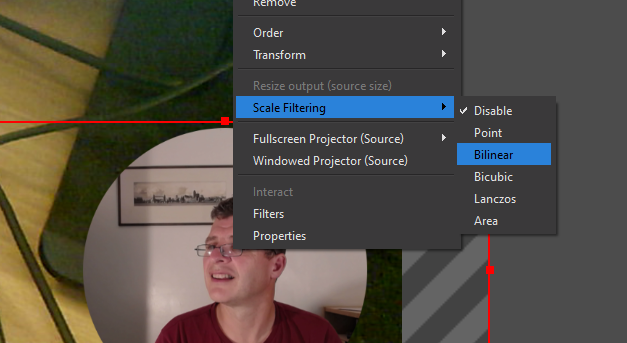 Remove
Order
Transform
Resize output (source size)
Scale Filtering
Fullscreen Projector (Source)
Windowed Projector (Source)
Interact
Filters
Properties
Disable
Point
Bilinear
Bicubic
Lanczos
Area